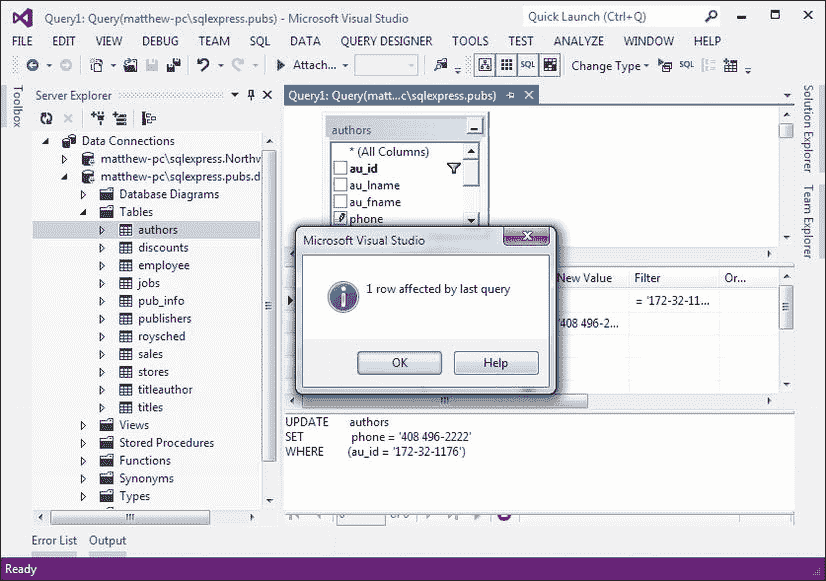 Query1: Query(matthew-pc\sqlexpress.pubs) - Microsoft Visual Studio
Quick Launch (Ctrl+Q)
FILE EDIT VIEW DEBUG TEAM SQL DATA QUERY DESIGNER TOOLS TEST ANALYZE WINDOW HELP
Attach... SQL Change Type SQL
Toolbox
Server Explorer
Data Connections
matthew-pc\sqlexpress.Northw
matthew-pc\sqlexpress.pubs.d
Database Diagrams
Tables
authors
discounts
employee
jobs
pub_info
publishers
roysched
sales
stores
titleauthor
titles
Views
Stored Procedures
Functions
Synonyms
Types
Query1: Query(matt...c\sqlexpress.pubs)
authors
* (All Columns)
au_id
au_lname
au_fname
phone
Microsoft Visual Studio
1 row affected by last query
OK Help
New Value Filter Or...
= '172-32-11...
'408 496-2...
UPDATE authors
SET phone = '408 496-2222'
WHERE (au_id = '172-32-1176')
Solution Explorer
Team Explorer
Error List Output
Ready